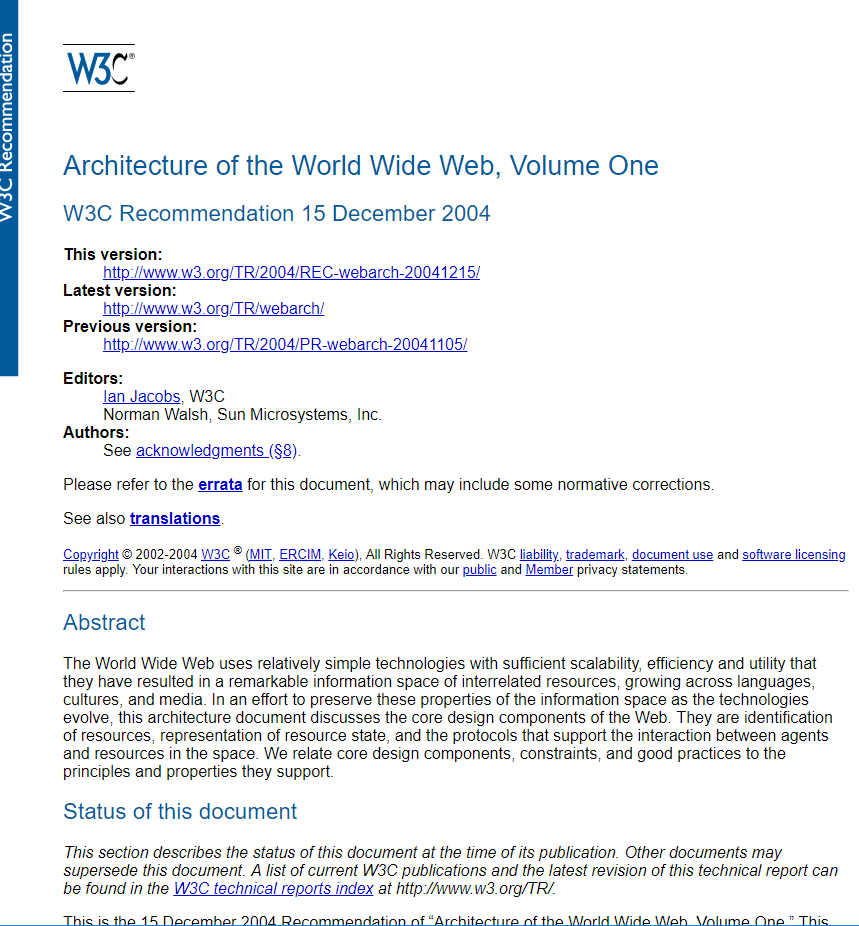 W3C Recommendation
W3C®
Architecture of the World Wide Web, Volume One
W3C Recommendation 15 December 2004
This version:
http://www.w3.org/TR/2004/REC-webarch-20041215/
Latest version:
http://www.w3.org/TR/webarch/
Previous version:
http://www.w3.org/TR/2004/PR-webarch-20041105/
Editors:
Ian Jacobs, W3C
Norman Walsh, Sun Microsystems, Inc.
Authors:
See acknowledgments (§8).
Please refer to the errata for this document, which may include some normative corrections.
See also translations.
Copyright © 2002-2004 W3C ® (MIT, ERCIM, Keio), All Rights Reserved. W3C liability, trademark, document use and software licensing
rules apply. Your interactions with this site are in accordance with our public and Member privacy statements.
Abstract
The World Wide Web uses relatively simple technologies with sufficient scalability, efficiency and utility that
they have resulted in a remarkable information space of interrelated resources, growing across languages,
cultures, and media. In an effort to preserve these properties of the information space as the technologies
evolve, this architecture document discusses the core design components of the Web. They are identification
of resources, representation of resource state, and the protocols that support the interaction between agents
and resources in the space. We relate core design components, constraints, and good practices to the
principles and properties they support.
Status of this document
This section describes the status of this document at the time of its publication. Other documents may
supersede this document. A list of current W3C publications and the latest revision of this technical report can
be found in the W3C technical reports index at http://www.w3.org/TR/.
This is the 15 December 2004 Recommendation of “Architecture of the World Wide Web, Volume One.” This